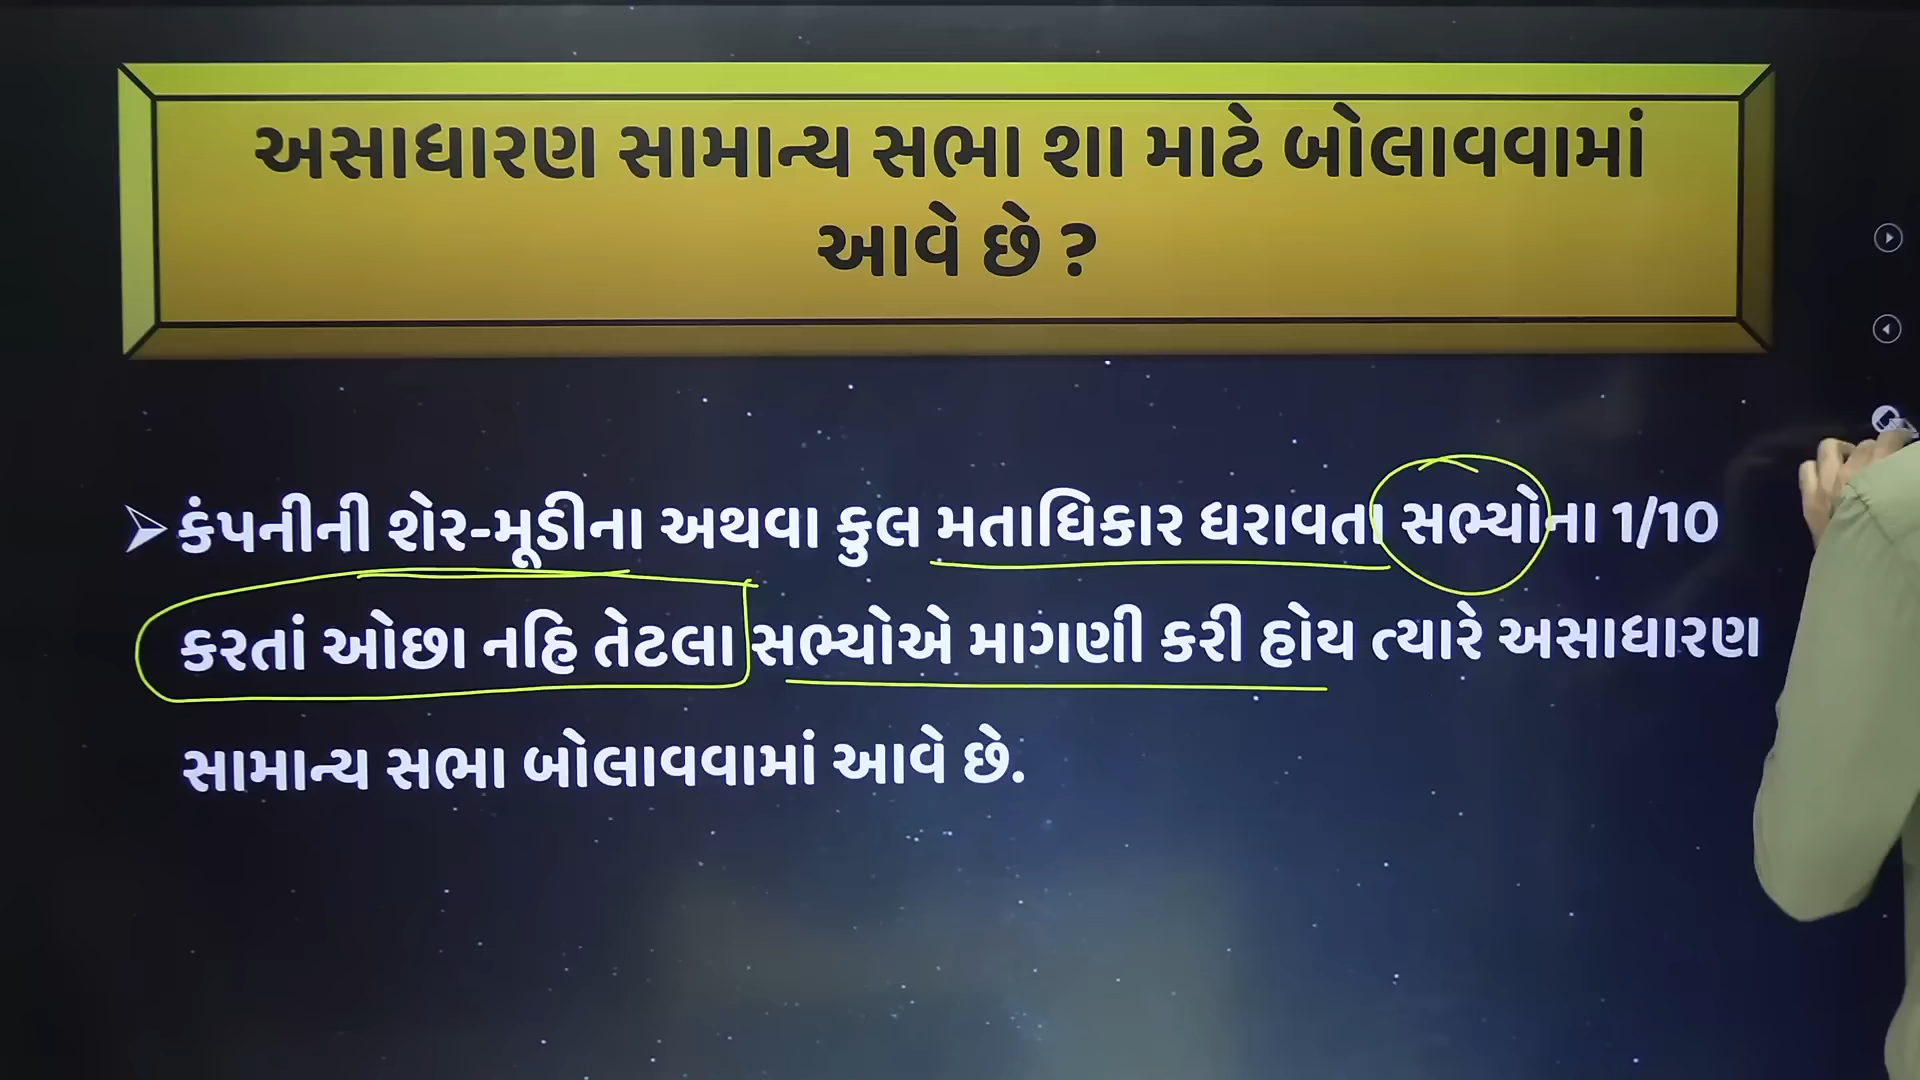 અસાધારણ સામાન્ય સભા શા માટે બોલાવવામાં
આવે છે ?
કંપનીની શેર-મૂડીના અથવા કુલ મતાધિકાર ધરાવતા સભ્યોના 1/10
કરતાં ઓછા નહિ તેટલા સભ્યોએ માગણી કરી હોય ત્યારે અસાધારણ
સામાન્ય સભા બોલાવવામાં આવે છે.